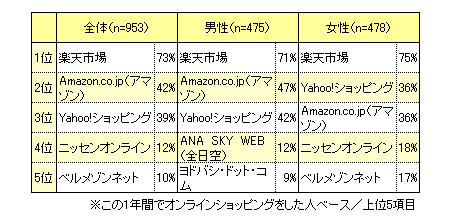 全体(n=953) 男性(n=475) 女性(n=478)
1位 楽天市場 73% 楽天市場 71% 楽天市場 75%
2位 Amazon.co.jp(アマゾン) 42% Amazon.co.jp(アマゾン) 47% Yahoo!ショッピング 36%
3位 Yahoo!ショッピング 39% Yahoo!ショッピング 42% Amazon.co.jp(アマゾン) 36%
4位 ニッセンオンライン 12% ANA SKY WEB(全日空) 12% ニッセンオンライン 18%
5位 ベルメゾンネット 10% ヨドバシ・ドット・コム 9% ベルメゾンネット 17%
※この1年間でオンラインショッピングをした人ベース/上位5項目